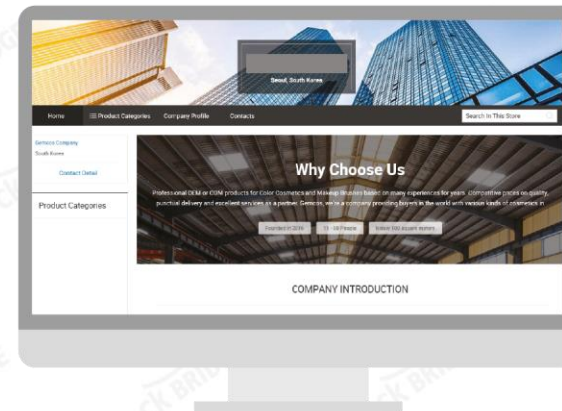 Seoul, South Korea
Home
Product Categories
Company Profile
Contacts
Search In This Store
Gemcos Company
South Korea
Contact Detail
Product Categories
Why Choose Us
Professional OEM or ODM products for Color Cosmetics and Makeup Brushes based on many experiences for years. Competitive prices on quality,
punctual delivery and excellent services as a partner. Gemcos, we're a company providing buyers in the world with various kinds of cosmetics in
Founded in 2016
11 - 50 People
Below 500 square meters
COMPANY INTRODUCTION